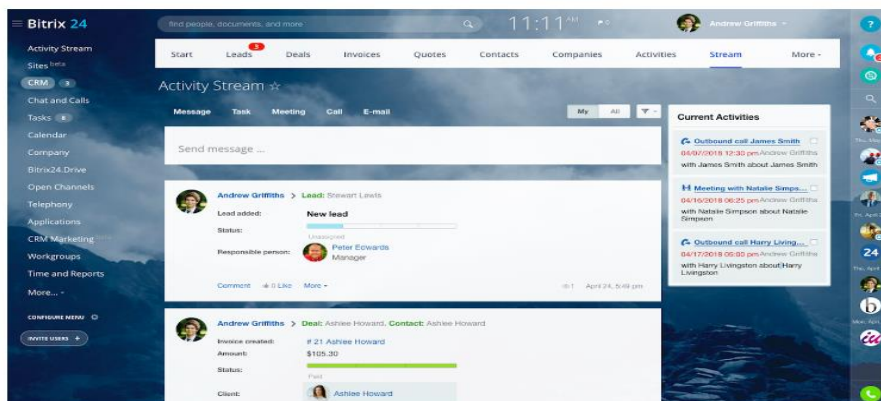 Bitrix 24
find people, documents, and more
11:11 AM
Andrew Griffiths
Activity Stream
Sites beta
CRM 3
Chat and Calls
Tasks 8
Calendar
Company
Bitrix24.Drive
Open Channels
Telephony
Applications
CRM Marketing
Workgroups
Time and Reports
More...
CONFIGURE MENU
INVITE USERS +
Start Leads 3 Deals Invoices Quotes Contacts Companies Activities Stream More
Activity Stream
Message Task Meeting Call E-mail
My All
Send message ...
Andrew Griffiths > Lead: Stewart Lewis
Lead added: New lead
Status:
Unassigned
Responsible person: Peter Edwards
Manager
Comment 0 Like More
1 April 24, 5:49 pm
Andrew Griffiths > Deal: Ashlee Howard, Contact: Ashlee Howard
Invoice created: # 21 Ashlee Howard
Amount: $105.30
Status:
Paid
Client: Ashlee Howard
Current Activities
Outbound call James Smith
04/07/2018 12:30 pm Andrew Griffiths
with James Smith about James Smith
Meeting with Natalie Simps...
04/16/2018 06:25 pm Andrew Griffiths
with Natalie Simpson about Natalie
Simpson
Outbound call Harry Living...
04/17/2018 05:00 pm Andrew Griffiths
with Harry Livingston about Harry
Livingston
?
24